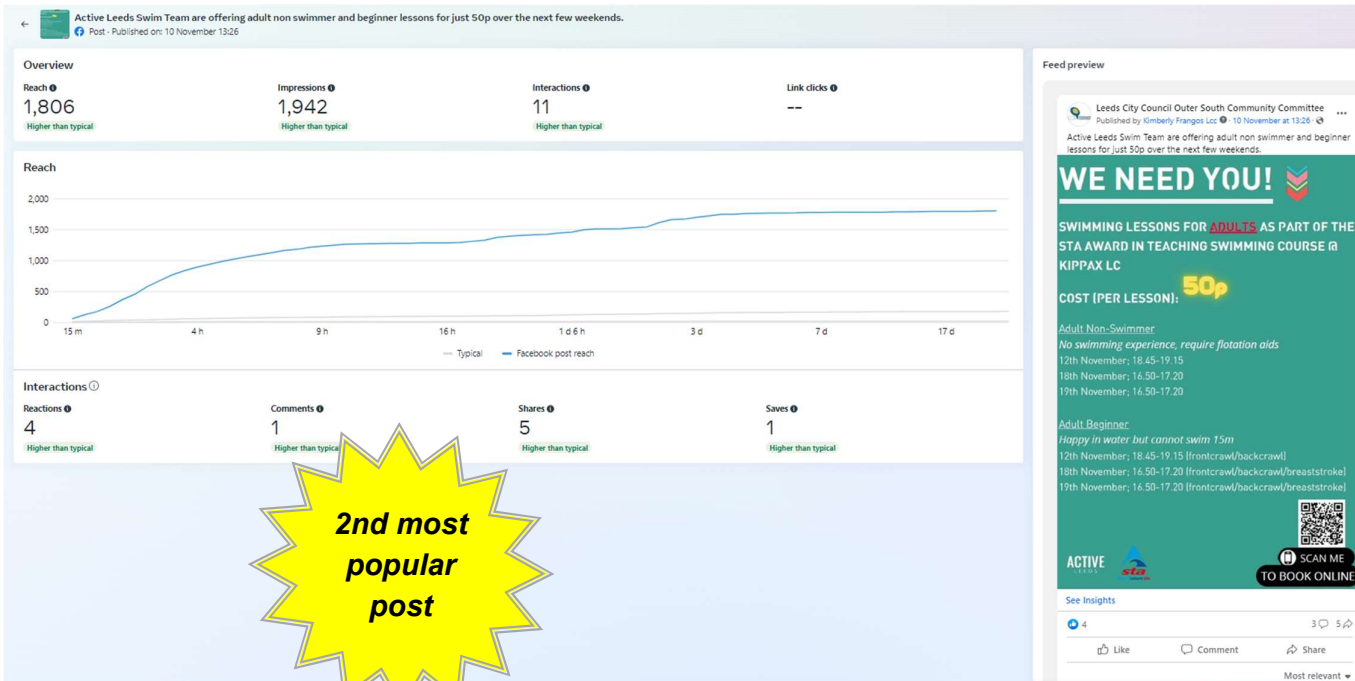 Active Leeds Swim Team are offering adult non swimmer and beginner lessons for just 50p over the next few weekends.
Post · Published on: 10 November 13:26
Overview
Reach
Impressions
Interactions
Link clicks
1,806
1,942
11
--
Higher than typical
Higher than typical
Higher than typical
Reach
2,000
1,500
1,000
500
0
15 m
4 h
9 h
16 h
1 d 6 h
3 d
7 d
17 d
Typical
Facebook post reach
Interactions
Reactions
Comments
Shares
Saves
4
1
5
1
Higher than typical
Higher than typical
Higher than typical
Higher than typical
2nd most
popular
post
Feed preview
Leeds City Council Outer South Community Committee
Published by Kimberly Frangos Lcc · 10 November at 13:26 ·
Active Leeds Swim Team are offering adult non swimmer and beginner
lessons for just 50p over the next few weekends.
WE NEED YOU!
SWIMMING LESSONS FOR ADULTS AS PART OF THE
STA AWARD IN TEACHING SWIMMING COURSE @
KIPPAX LC
COST (PER LESSON): 50p
Adult Non-Swimmer
No swimming experience, require flotation aids
12th November; 18.45-19.15
18th November; 16.50-17.20
19th November; 16.50-17.20
Adult Beginner
Happy in water but cannot swim 15m
12th November; 18.45-19.15 (frontcrawl/backcrawl)
18th November; 16.50-17.20 (frontcrawl/backcrawl/breaststroke)
19th November; 16.50-17.20 (frontcrawl/backcrawl/breaststroke)
ACTIVE
LEEDS
sta
SCAN ME
TO BOOK ONLINE
See Insights
4
3
5
Like
Comment
Share
Most relevant